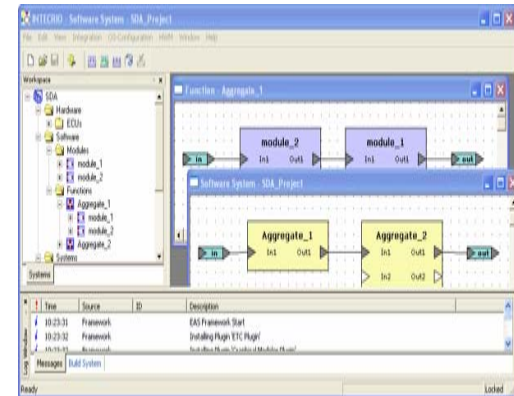 INTECRIO - Software System - SDA_Project
File Edit View Integration OS-Configuration HWM Window Help
Workspace
SDA
Hardware
ECUs
Software
Modules
module_1
module_2
Functions
Aggregate_1
module_1
module_2
Aggregate_2
Systems
Systems
Function - Aggregate_1
module_2
module_1
in
In1 Out1
In1 Out1
out
Software System - SDA_Project
Aggregate_1
Aggregate_2
in
In1 Out1
In1 Out1
out
In2 Out2
Log Window
! Time Source ID Description
i 10:23:31 Framework EAS Framework Start
i 10:23:32 Framework Installing Plugin 'ETC Plugin'
Messages Build System
Ready
Locked